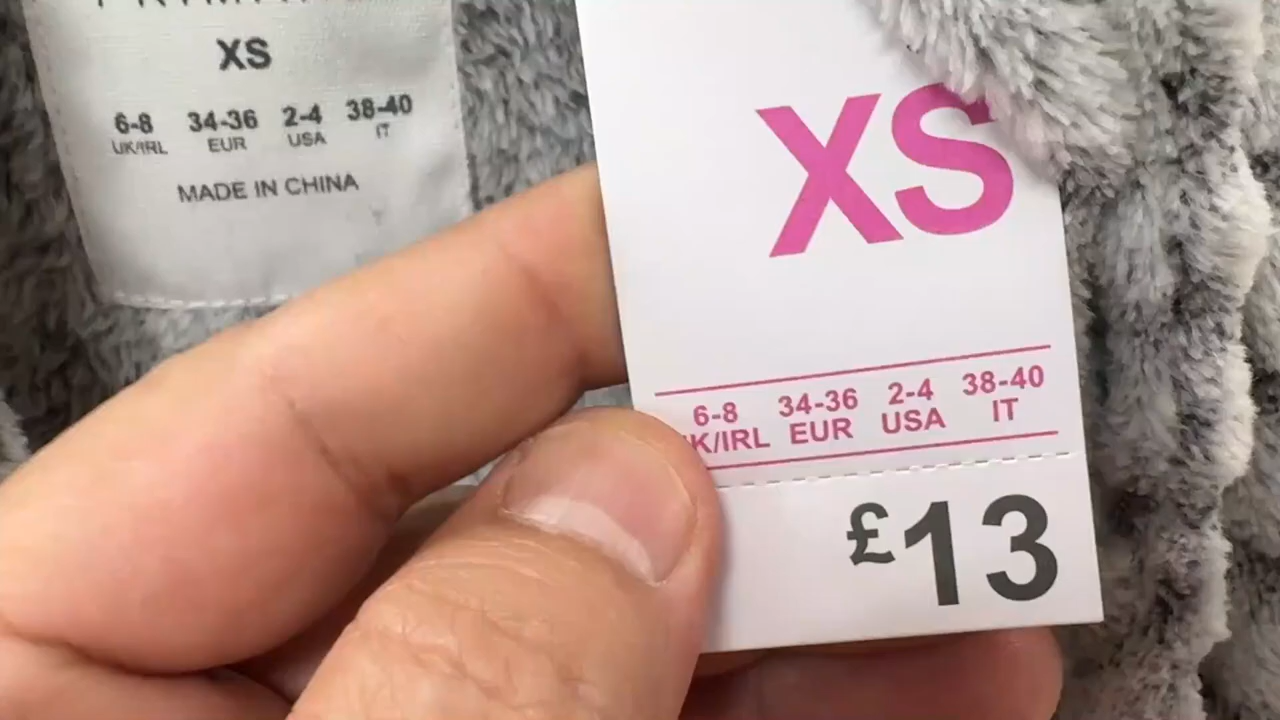 XS
6-8 34-36 2-4 38-40
UK/IRL EUR USA IT
MADE IN CHINA
XS
6-8 34-36 2-4 38-40
K/IRL EUR USA IT
£13